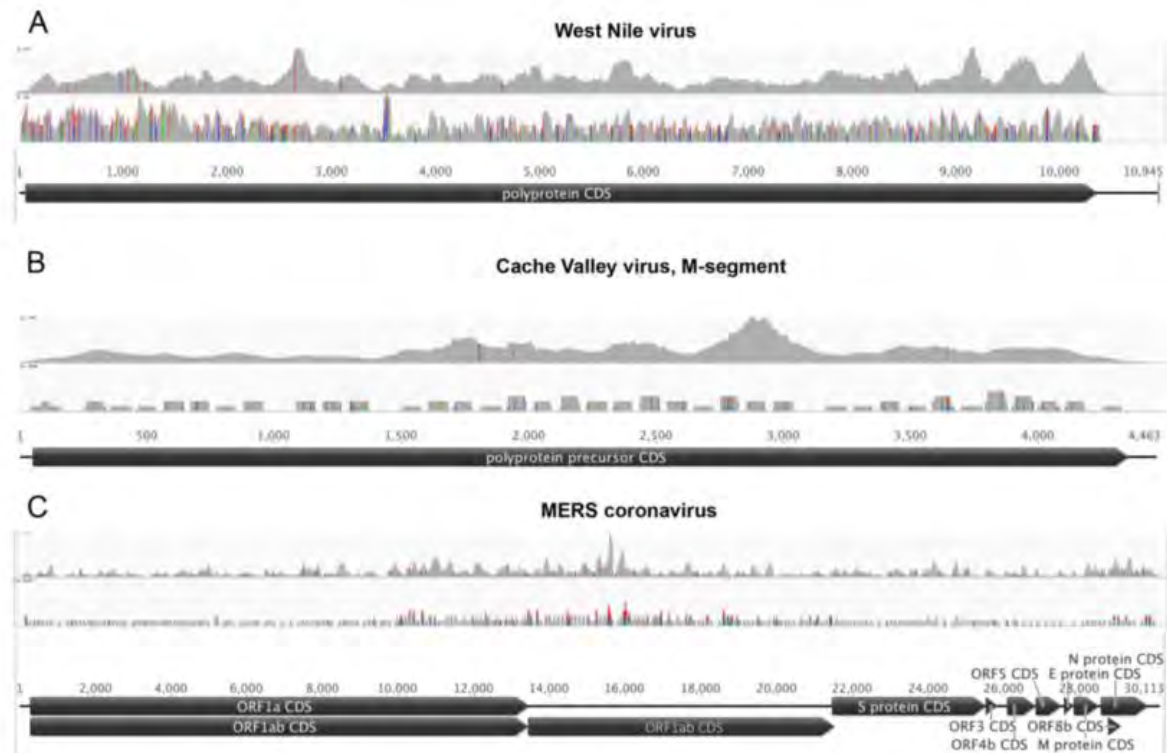 A
West Nile virus
1 1,000 2,000 3,000 4,000 5,000 6,000 7,000 8,000 9,000 10,000 10,945
polyprotein CDS
B
Cache Valley virus, M-segment
1 500 1,000 1,500 2,000 2,500 3,000 3,500 4,000 4,463
polyprotein precursor CDS
C
MERS coronavirus
N protein CDS
ORF5 CDS E protein CDS
1 2,000 4,000 6,000 8,000 10,000 12,000 14,000 16,000 18,000 20,000 22,000 24,000 26,000 28,000 30,113
ORF1a CDS S protein CDS
ORF1ab CDS ORF1ab CDS ORF3 CDS ORF8b CDS
ORF4b CDS M protein CDS